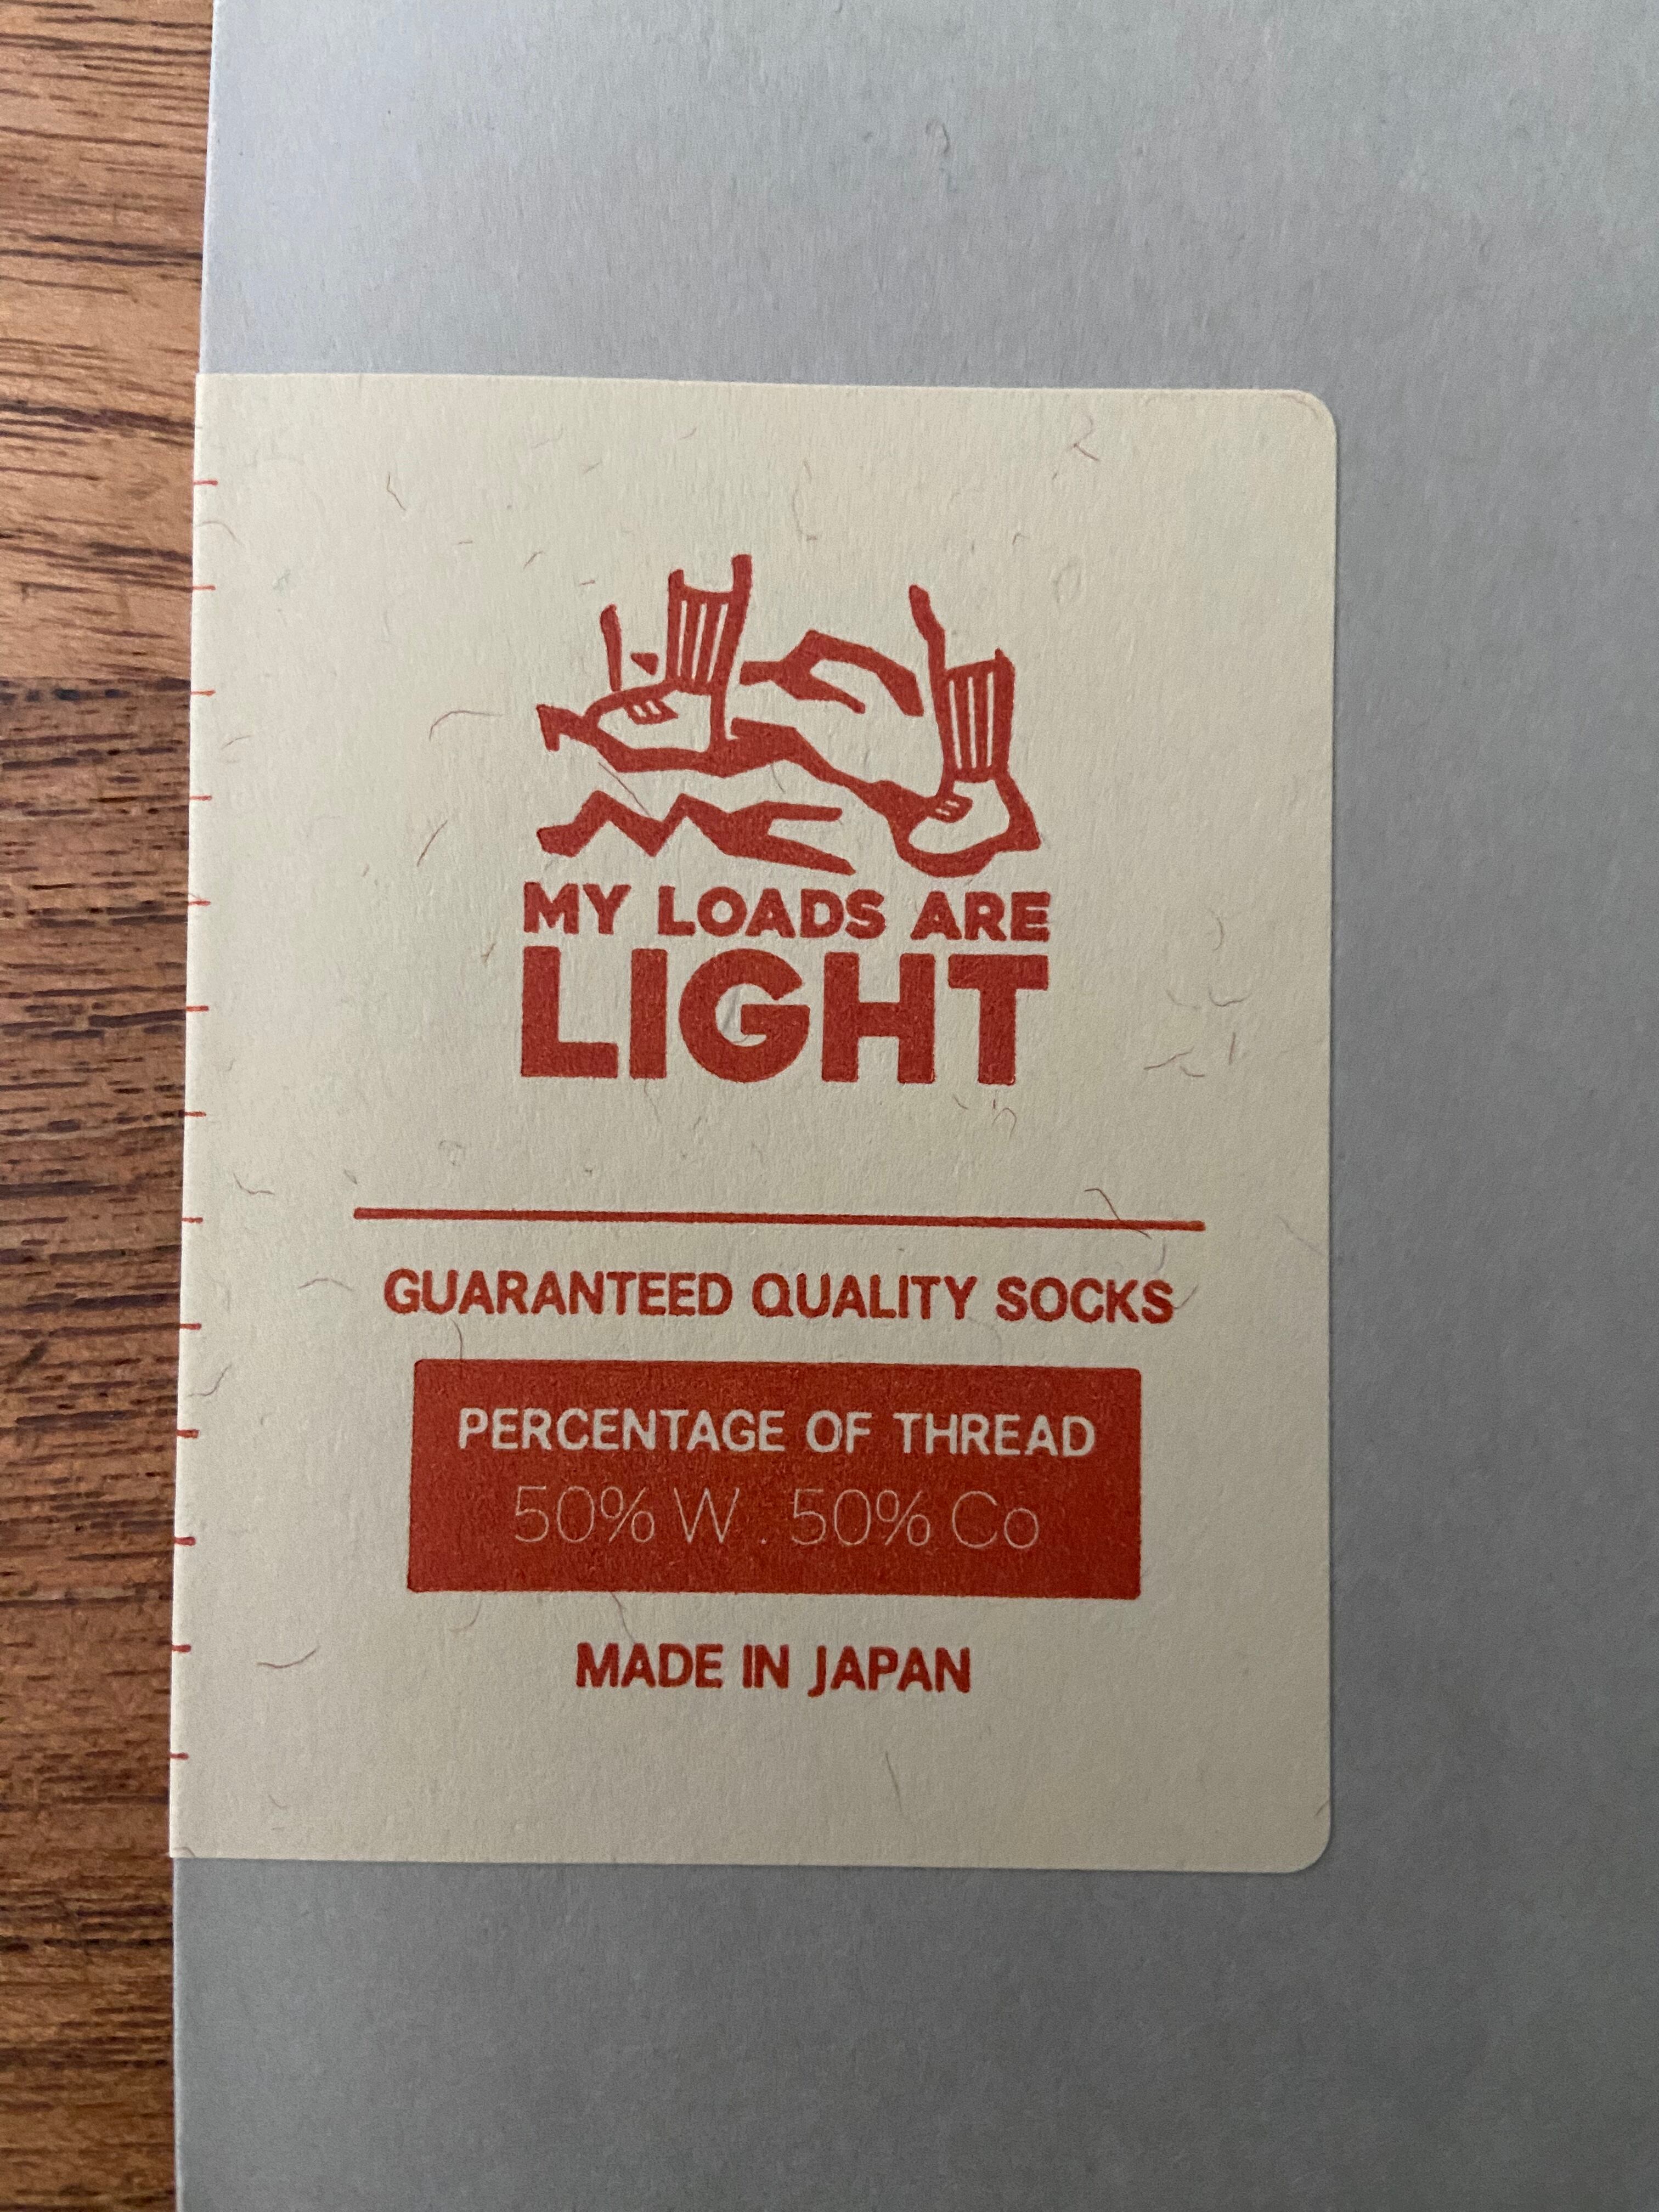 MY LOADS ARE
LIGHT
GUARANTEED QUALITY SOCKS
PERCENTAGE OF THREAD
50% W . 50% Co
MADE IN JAPAN